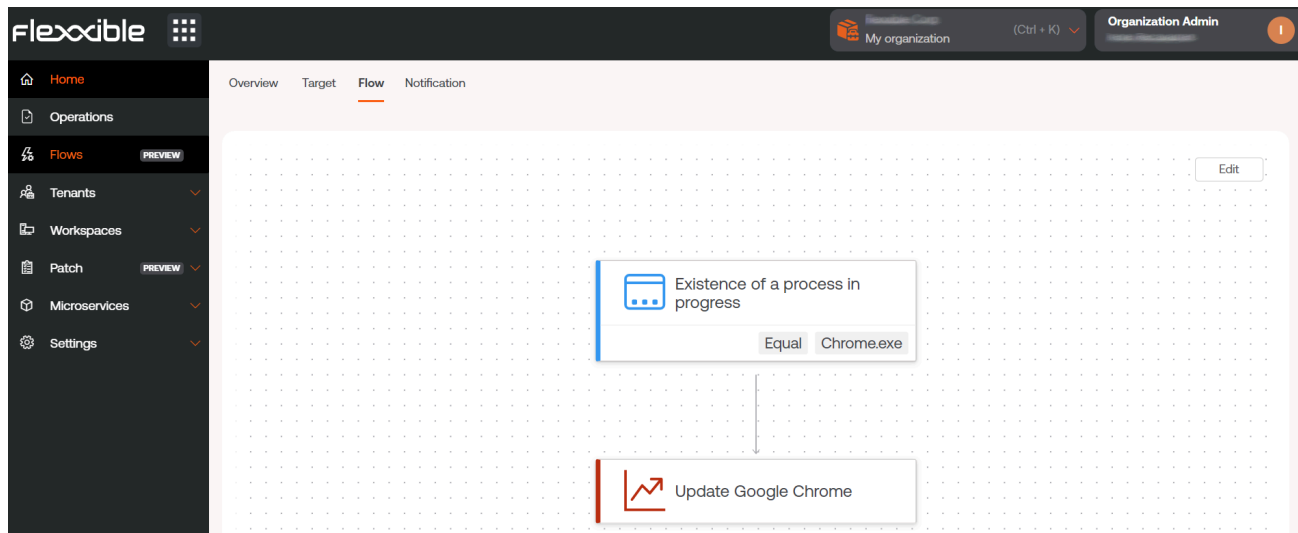 Flexxible
My organization
(Ctrl + K)
Organization Admin
I
Home
Operations
Flows PREVIEW
Tenants
Workspaces
Patch PREVIEW
Microservices
Settings
Overview Target Flow Notification
Edit
Existence of a process in
progress
Equal Chrome.exe
Update Google Chrome